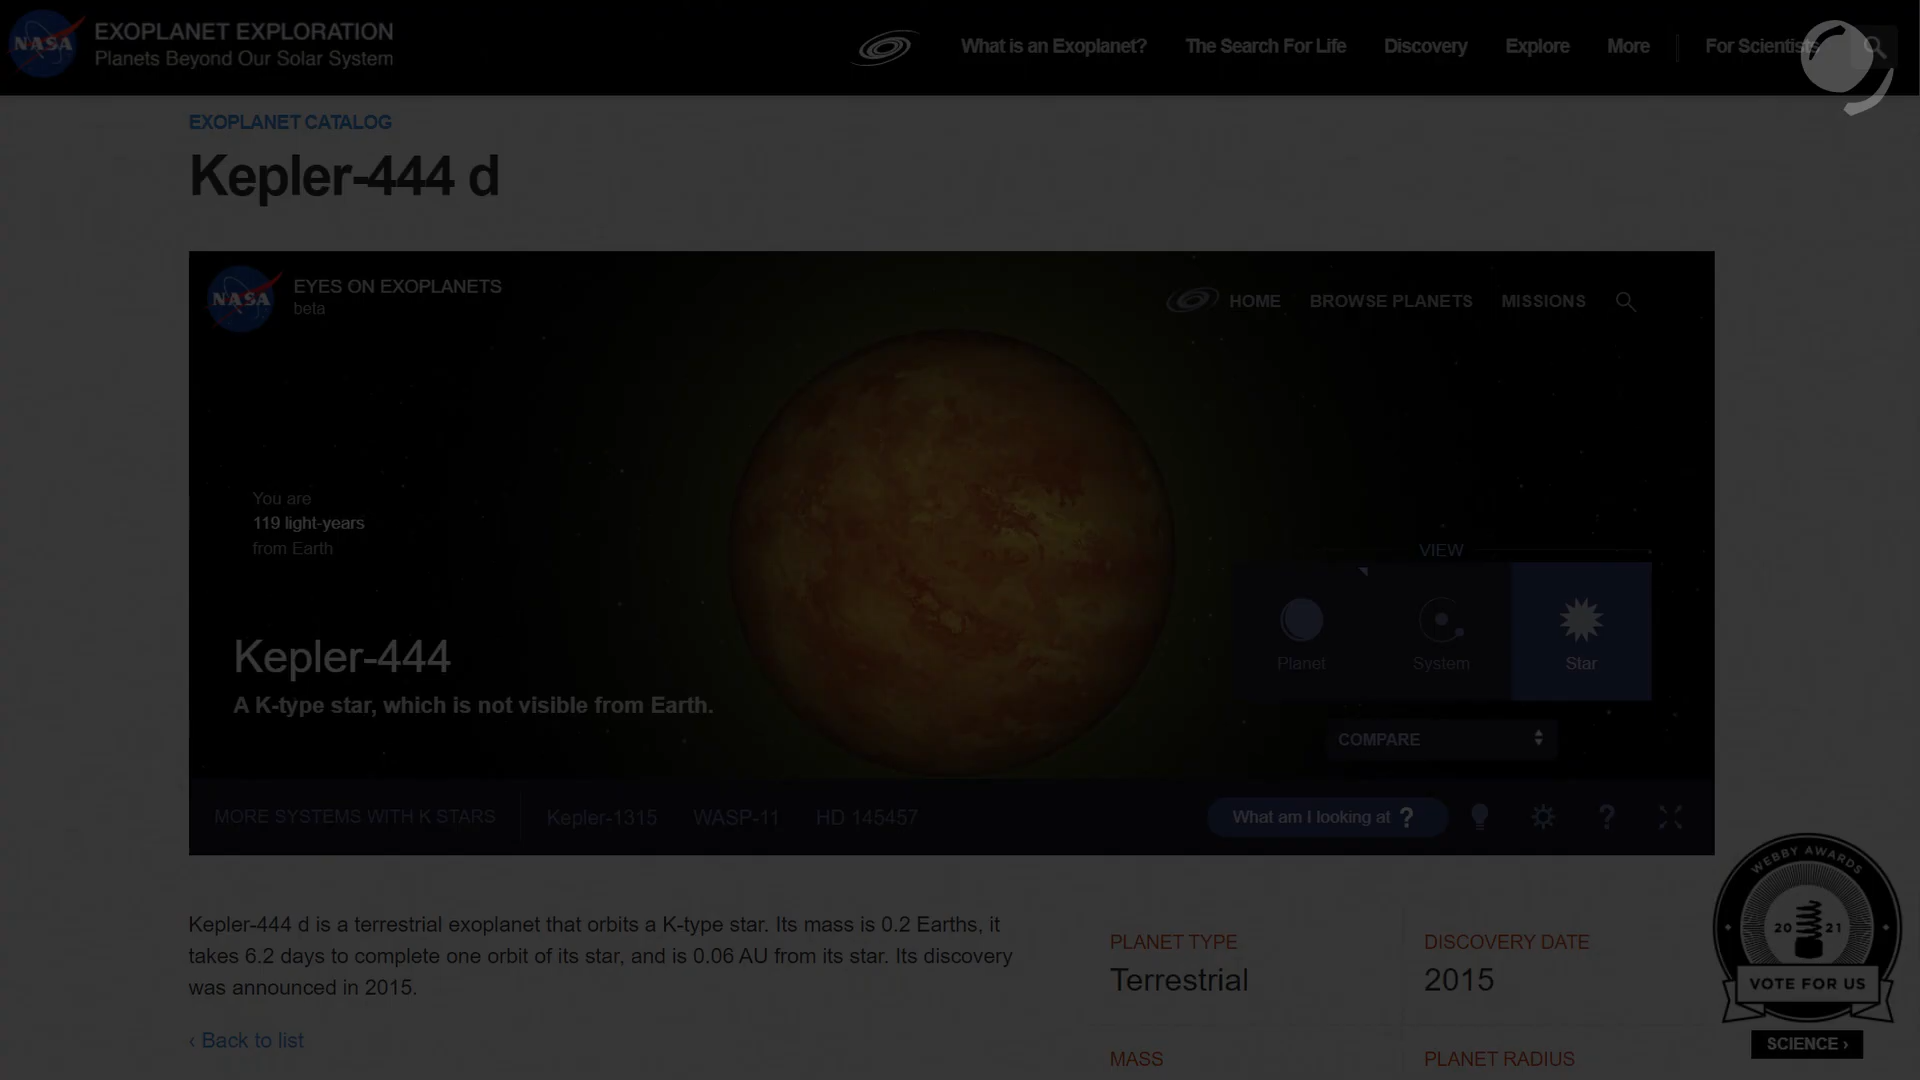 NASA
EXOPLANET EXPLORATION
Planets Beyond Our Solar System
What is an Exoplanet?
The Search For Life
Discovery
Explore
More
For Scientists
EXOPLANET CATALOG
Kepler-444 d
NASA
EYES ON EXOPLANETS
beta
HOME
BROWSE PLANETS
MISSIONS
You are
119 light-years
from Earth
VIEW
Planet
System
Star
Kepler-444
A K-type star, which is not visible from Earth.
COMPARE
MORE SYSTEMS WITH K STARS
Kepler-1315
WASP-11
HD 145457
What am I looking at ?
?
Kepler-444 d is a terrestrial exoplanet that orbits a K-type star. Its mass is 0.2 Earths, it
takes 6.2 days to complete one orbit of its star, and is 0.06 AU from its star. Its discovery
was announced in 2015.
‹ Back to list
PLANET TYPE
Terrestrial
DISCOVERY DATE
2015
MASS
PLANET RADIUS
WEBBY AWARDS
20 21
VOTE FOR US
SCIENCE ›